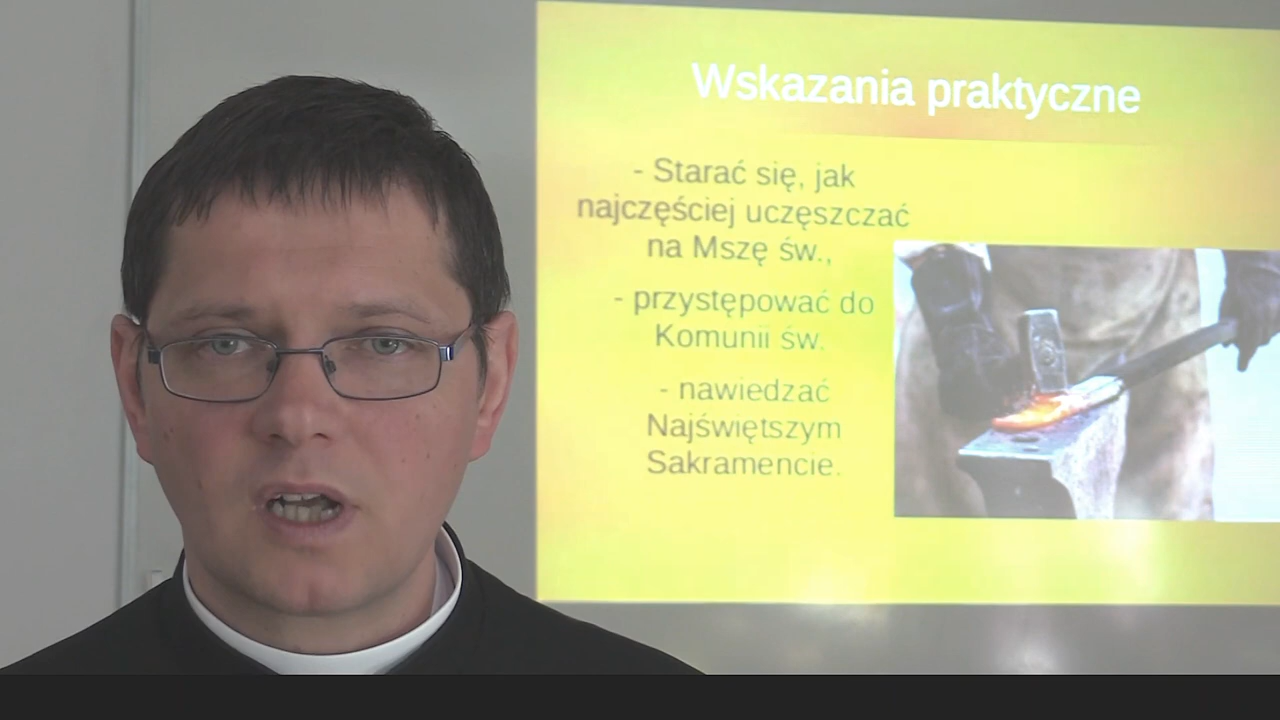 Wskazania praktyczne
- Starać się, jak
najczęściej uczęszczać
na Mszę św.,
- przystępować do
Komunii św.
- nawiedzać
Najświętszym
Sakramencie.